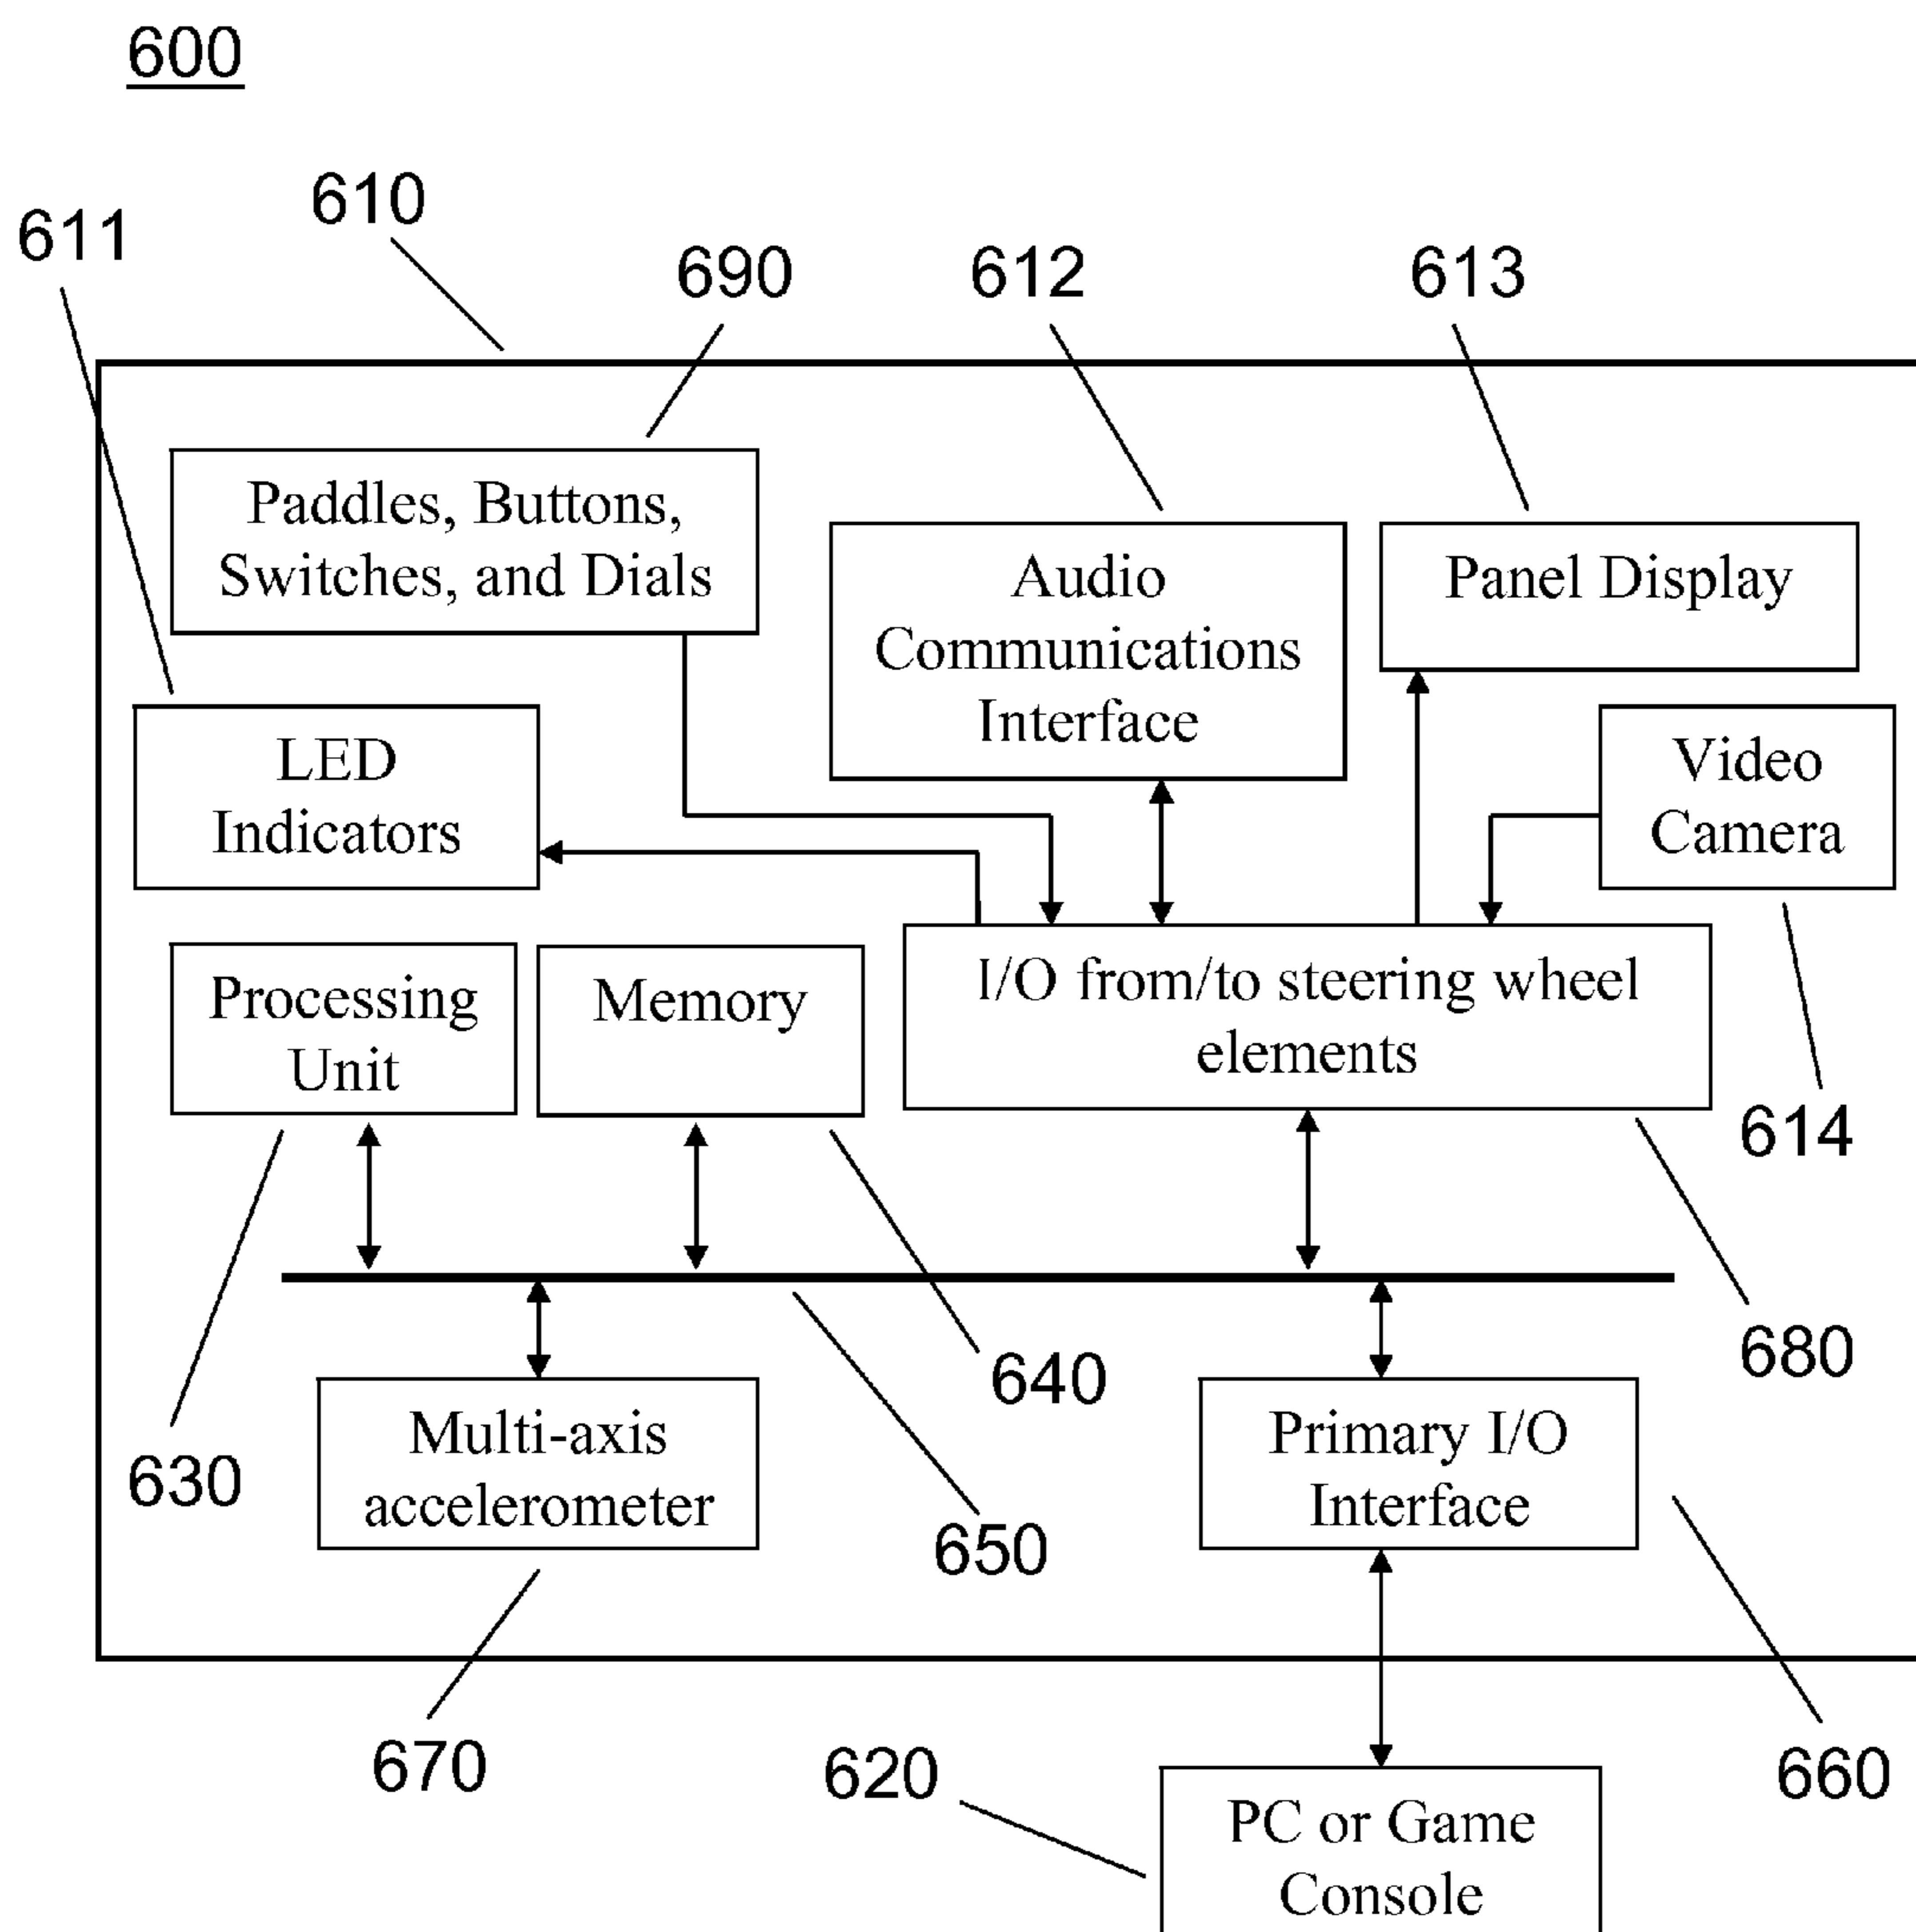 600
610
611
690
612
613
Paddles, Buttons,
Switches, and Dials
Audio
Communications
Interface
Panel Display
LED
Indicators
Video
Camera
Processing
Unit
Memory
I/O from/to steering wheel
elements
614
680
640
630
Multi-axis
accelerometer
650
Primary I/O
Interface
670
620
660
PC or Game
Console